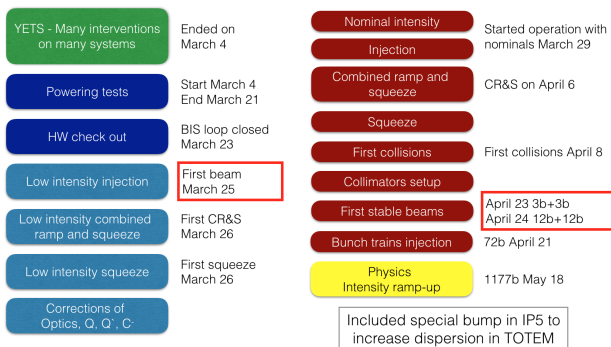 YETS - Many interventions
on many systems
Ended on
March 4
Powering tests
Start March 4
End March 21
HW check out
BIS loop closed
March 23
Low intensity injection
First beam
March 25
Low intensity combined
ramp and squeeze
First CR&S
March 26
Low intensity squeeze
First squeeze
March 26
Corrections of
Optics, Q, Q`, C-
Nominal intensity
Injection
Started operation with
nominals March 29
Combined ramp and
squeeze
CR&S on April 6
Squeeze
First collisions
First collisions April 8
Collimators setup
First stable beams
April 23 3b+3b
April 24 12b+12b
Bunch trains injection
72b April 21
Physics
Intensity ramp-up
1177b May 18
Included special bump in IP5 to
increase dispersion in TOTEM